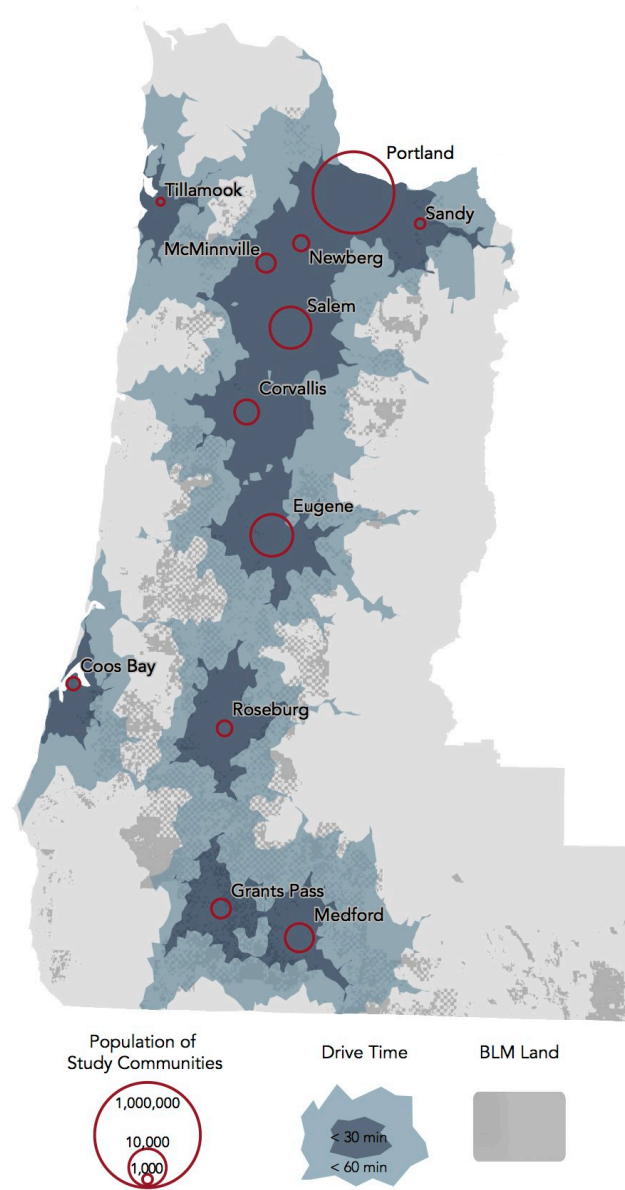 Portland
Tillamook
Sandy
McMinnville
Newberg
Salem
Corvallis
Eugene
Coos Bay
Roseburg
Grants Pass
Medford
Population of
Study Communities
1,000,000
10,000
1,000
Drive Time
< 30 min
< 60 min
BLM Land